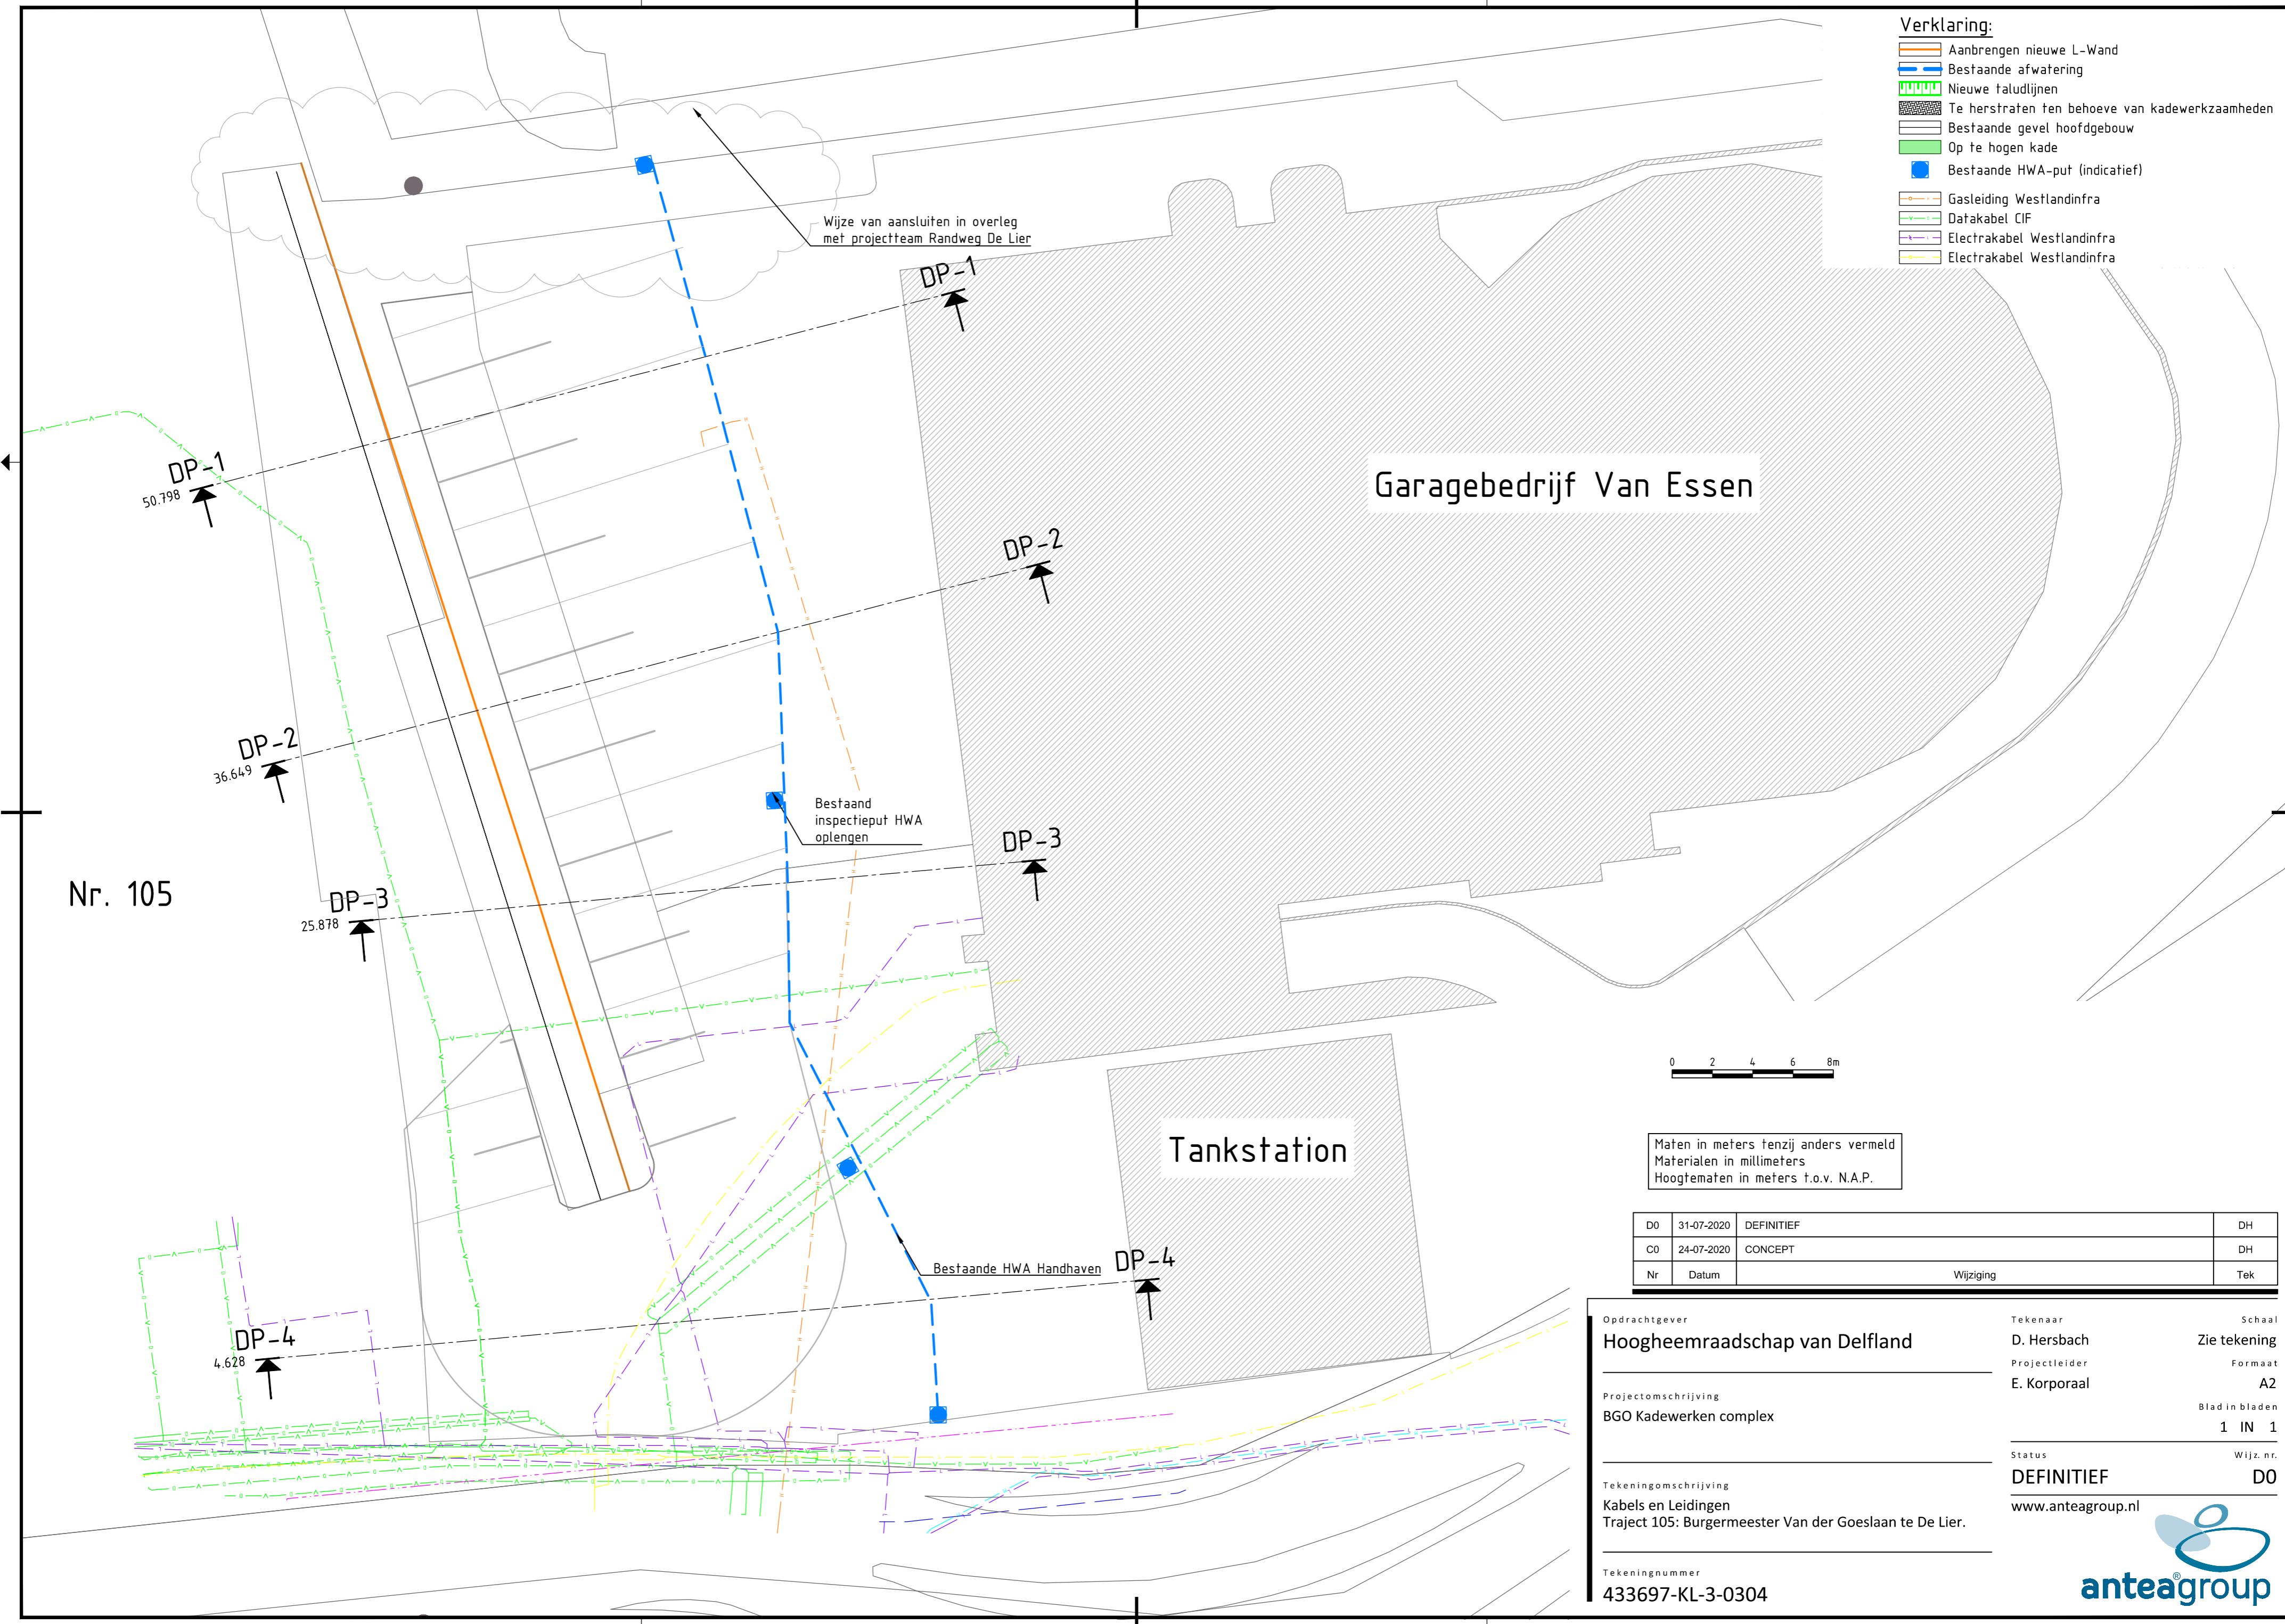 Verklaring:
Aanbrengen nieuwe L-Wand
Bestaande afwatering
Nieuwe taludlijnen
Te herstraten ten behoeve van kadewerkzaamheden
Bestaande gevel hoofdgebouw
Op te hogen kade
Bestaande HWA-put (indicatief)
Gasleiding Westlandinfra
Datakabel CIF
Electrakabel Westlandinfra
Electrakabel Westlandinfra
Wijze van aansluiten in overleg
met projectteam Randweg De Lier
DP-1
DP-1
50.798
Garagebedrijf Van Essen
DP-2
DP-2
36.649
Bestaand
inspectieput HWA
oplengen
DP-3
Nr. 105
DP-3
25.878
0 2 4 6 8m
Tankstation
Maten in meters tenzij anders vermeld
Materialen in millimeters
Hoogtematen in meters t.o.v. N.A.P.
Bestaande HWA Handhaven
DP-4
DP-4
4.628
D0 31-07-2020 DEFINITIEF DH
C0 24-07-2020 CONCEPT DH
Nr Datum Wijziging Tek
Opdrachtgever
Hoogheemraadschap van Delfland
Projectomschrijving
BGO Kadewerken complex
Tekeningomschrijving
Kabels en Leidingen
Traject 105: Burgermeester Van der Goeslaan te De Lier.
Tekeningnummer
433697-KL-3-0304
Tekenaar Schaal
D. Hersbach Zie tekening
Projectleider Formaat
E. Korporaal A2
Blad in bladen
1 IN 1
Status Wijz. nr.
DEFINITIEF D0
www.anteagroup.nl
anteagroup®